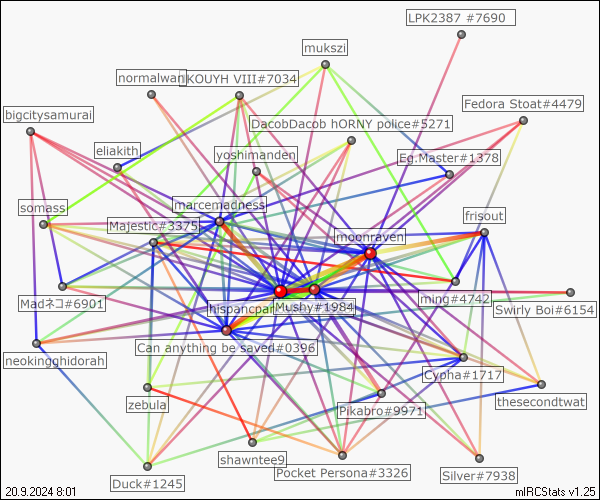 LPK2387 #7690
mukszi
normalwan
KOUYH VIII#7034
Fedora Stoat#4479
bigcitysamurai
DacobDacob hORNY police#5271
eliakith
yoshimanden
Eg.Master#1378
somass
marcemadness
frisout
Majestic#3375
moonraven
Madネコ#6901
hispancpar
Mushy#1984
ming#4742
Swirly Boi#6154
Can anything be saved#0396
neokingghidorah
Cypha#1717
zebula
Pikabro#9971
thesecondtwat
shawntee9
Pocket Persona#3326
Silver#7938
Duck#1245
20.9.2024 8:01
mIRCStats v1.25